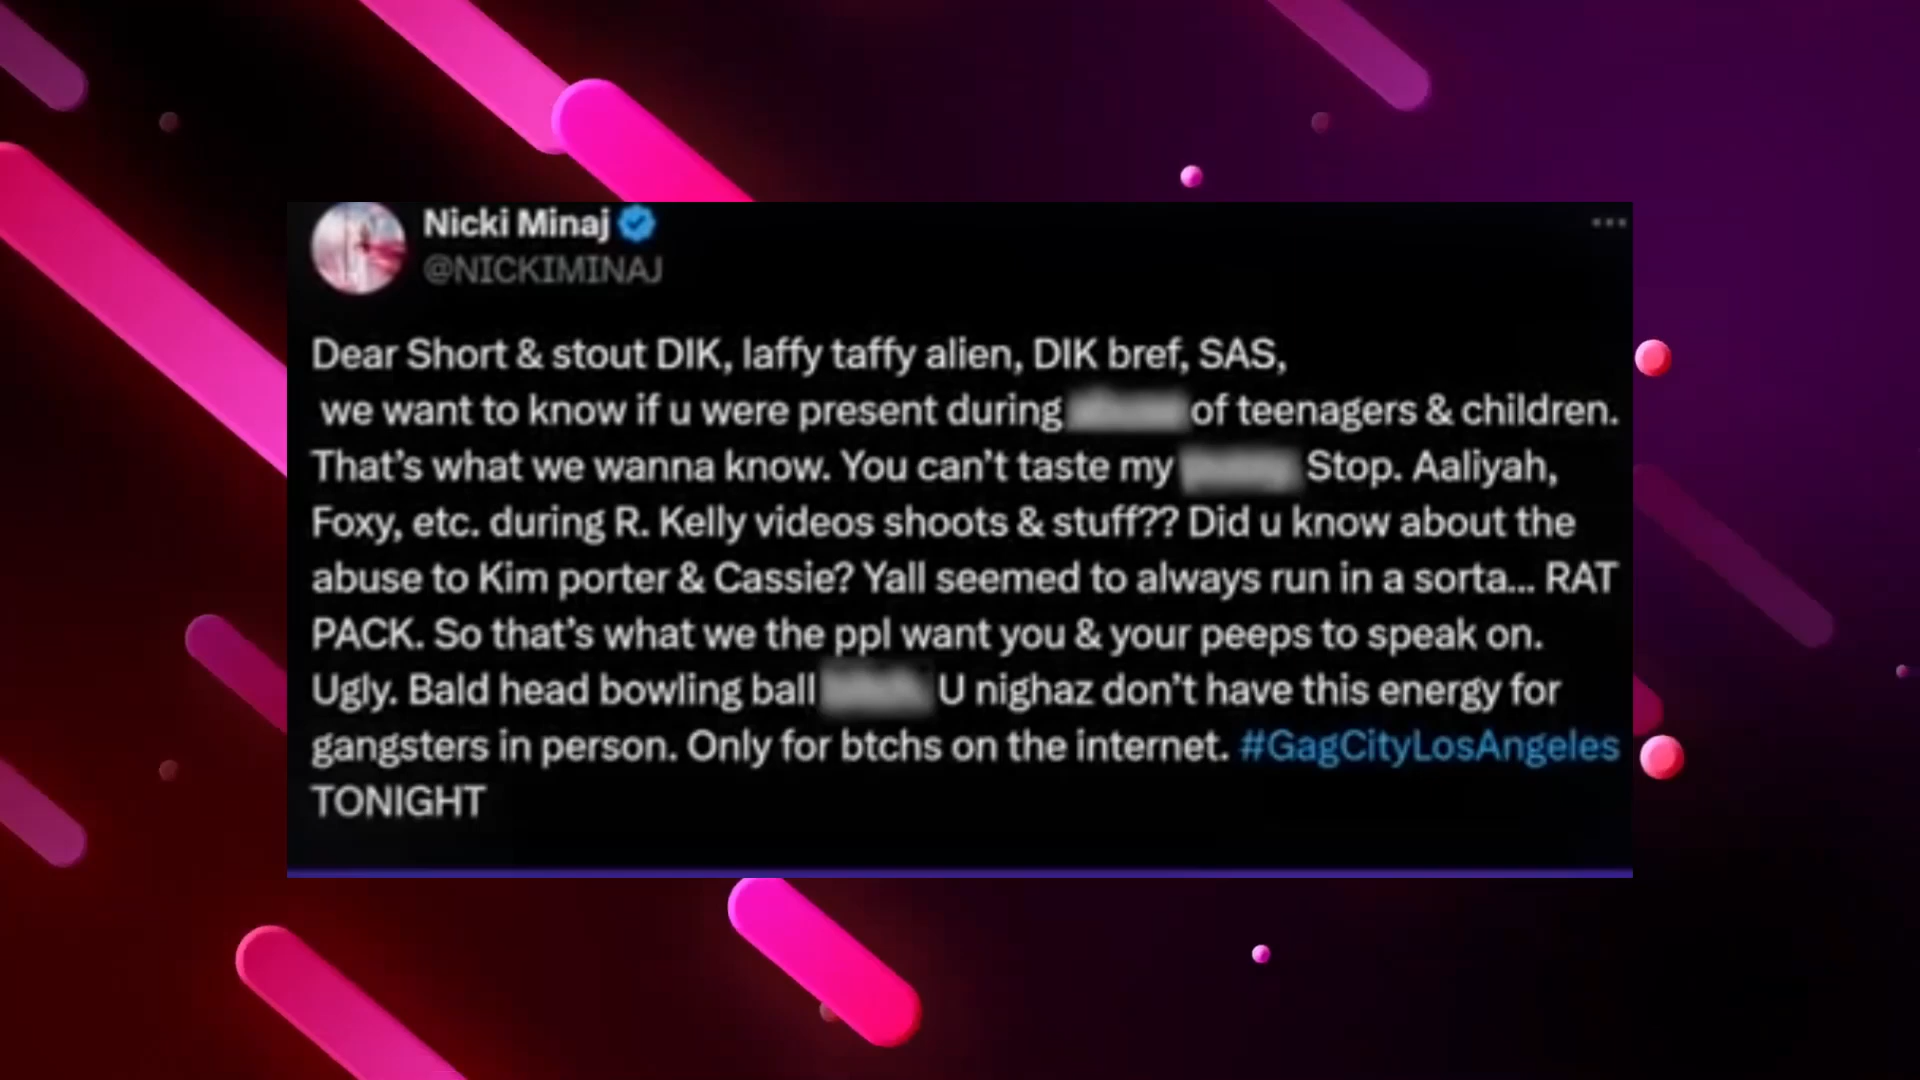 Nicki Minaj
@NICKIMINAJ
Dear Short & stout DIK, laffy taffy alien, DIK bref, SAS,
we want to know if u were present during of teenagers & children.
That's what we wanna know. You can't taste my Stop. Aaliyah,
Foxy, etc. during R. Kelly videos shoots & stuff?? Did u know about the
abuse to Kim porter & Cassie? Yall seemed to always run in a sorta... RAT
PACK. So that's what we the ppl want you & your peeps to speak on.
Ugly. Bald head bowling ball U nighaz don't have this energy for
gangsters in person. Only for btchs on the internet. #GagCityLosAngeles
TONIGHT